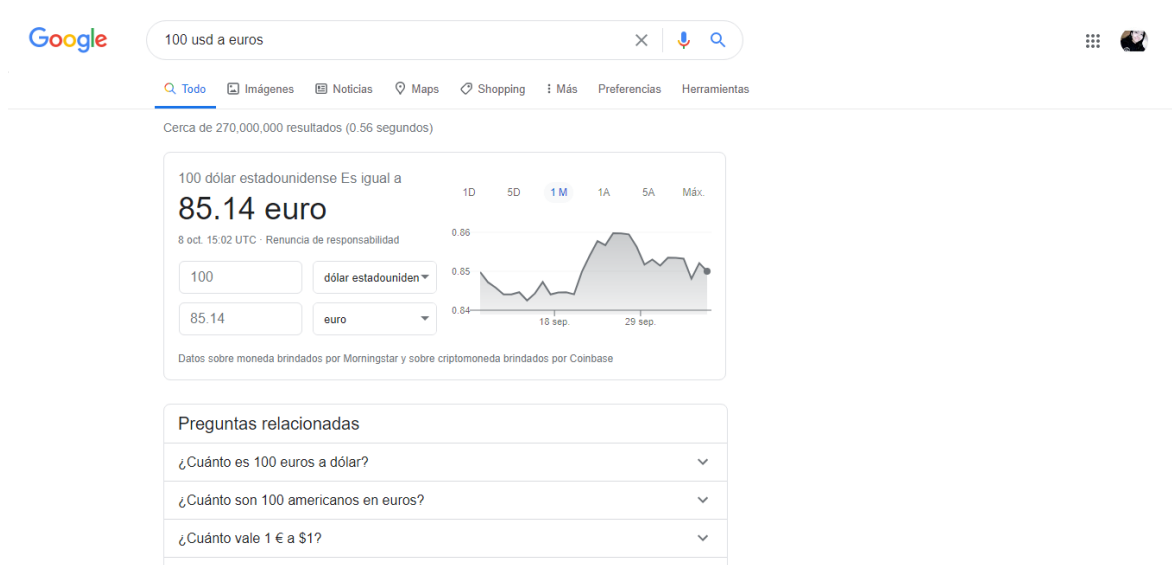 Google
100 usd a euros
Todo Imágenes Noticias Maps Shopping Más Preferencias Herramientas
Cerca de 270,000,000 resultados (0.56 segundos)
100 dólar estadounidense Es igual a
85.14 euro
8 oct. 15:02 UTC · Renuncia de responsabilidad
100 dólar estadouniden
85.14 euro
1D 5D 1 M 1A 5A Máx.
0.86
0.85
0.84
18 sep. 29 sep.
Datos sobre moneda brindados por Morningstar y sobre criptomoneda brindados por Coinbase
Preguntas relacionadas
¿Cuánto es 100 euros a dólar?
¿Cuánto son 100 americanos en euros?
¿Cuánto vale 1 € a $1?